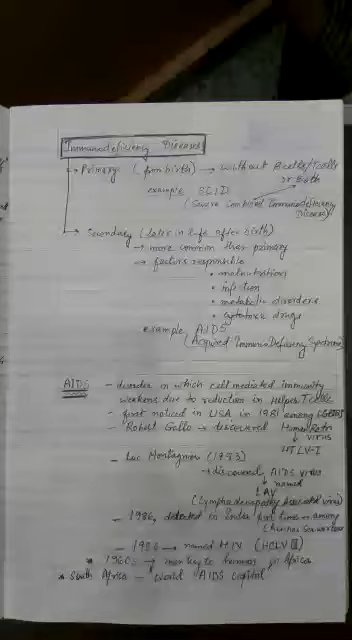 Immunodeficiency Diseases
→ Primary (from birth) → without B cells/T cells
or Both
example SCID
(Severe Combined Immunodeficiency
Diseases)
→ Secondary (later in life after birth)
→ more common than primary
→ factors responsible
• malnutrition
• infection
• metabolic disorders
• cytotoxic drugs
example AIDS
(Acquired Immuno Deficiency Syndrome)
AIDS - disorder in which cell mediated immunity
weakens due to reduction in Helper T cells
- first noticed in USA in 1981 among
- Robert Gallo → discovered Human Retro
virus
HTLV-I
- Luc Montagnier (1983)
→ discovered AIDS virus
↓ named
LAV
(Lymphadenopathy Associated virus)
- 1986, detected in India first time → among
Chennai Sex workers
- 1986 → named HIV
* 1960s → monkey to humans in Africa
* South Africa - World AIDS capital